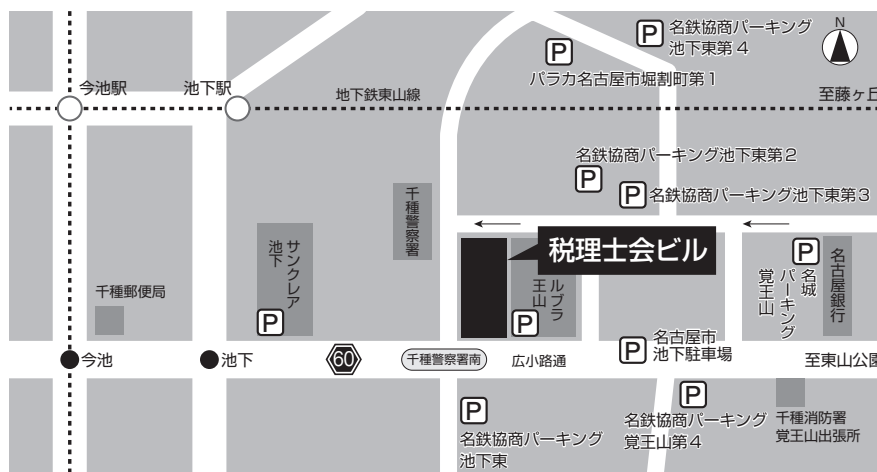 名鉄協商パーキング
池下東第4
N
P
P
パラカ名古屋市堀割町第1
今池駅
池下駅
地下鉄東山線
至藤ヶ丘
名鉄協商パーキング池下東第2
P
P
名鉄協商パーキング池下東第3
千種警察署
税理士会ビル
サンクレア
池下
P
ルブラ
王山
P
P
名城
パーキング
覚王山
名古屋銀行
千種郵便局
今池
池下
60
千種警察署南
広小路通
P
名古屋市
池下駐車場
至東山公園
P
名鉄協商パーキング
池下東
P
名鉄協商パーキング
覚王山第4
千種消防署
覚王山出張所